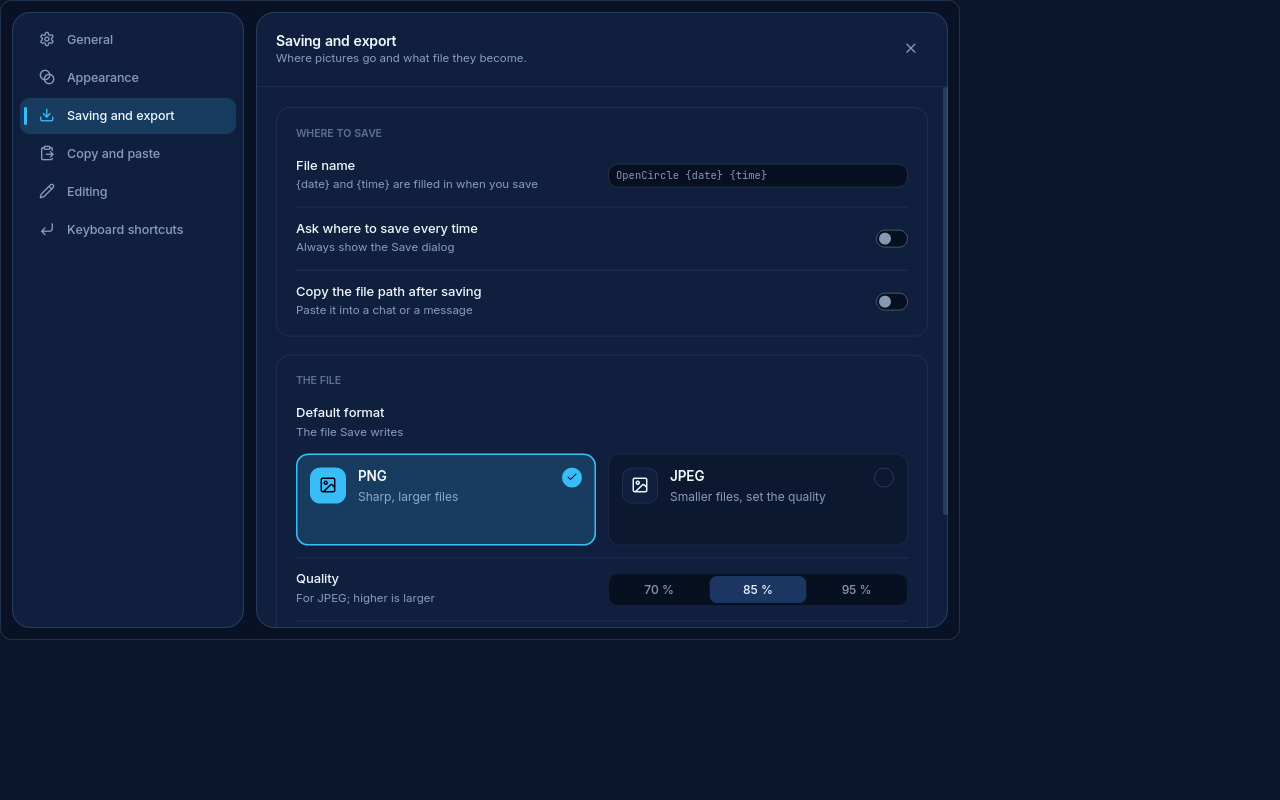 General
Appearance
Saving and export
Copy and paste
Editing
Keyboard shortcuts
Saving and export
Where pictures go and what file they become.
WHERE TO SAVE
File name
{date} and {time} are filled in when you save
OpenCircle {date} {time}
Ask where to save every time
Always show the Save dialog
Copy the file path after saving
Paste it into a chat or a message
THE FILE
Default format
The file Save writes
PNG
Sharp, larger files
JPEG
Smaller files, set the quality
Quality
For JPEG; higher is larger
70 %
85 %
95 %